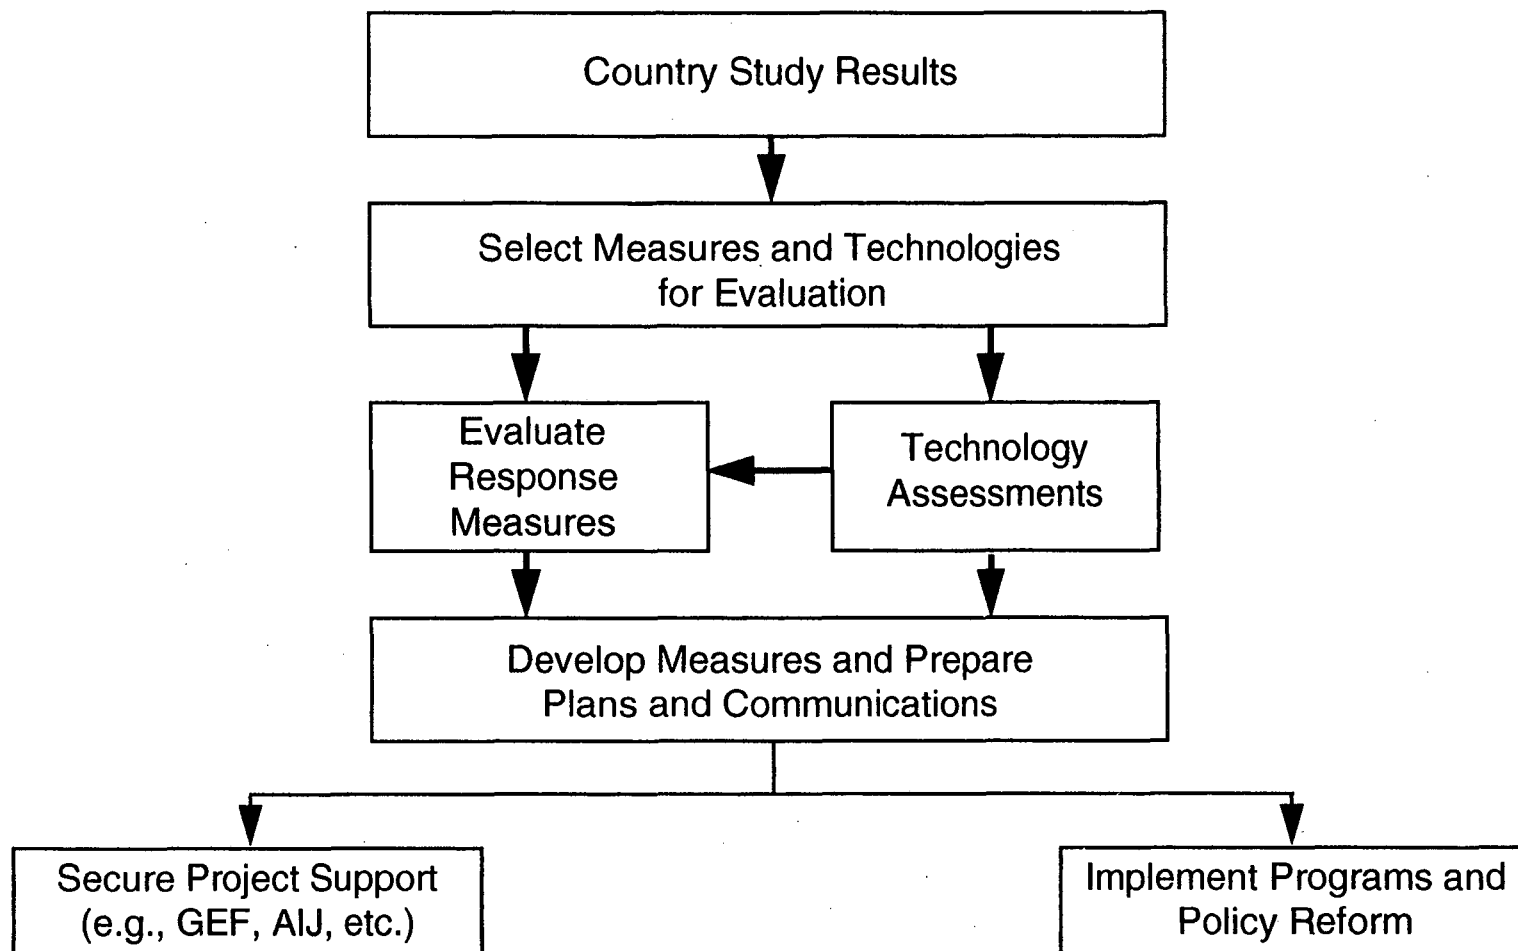 Country Study Results
Select Measures and Technologies
for Evaluation
Evaluate
Response
Measures
Technology
Assessments
Develop Measures and Prepare
Plans and Communications
Secure Project Support
(e.g., GEF, AIJ, etc.)
Implement Programs and
Policy Reform